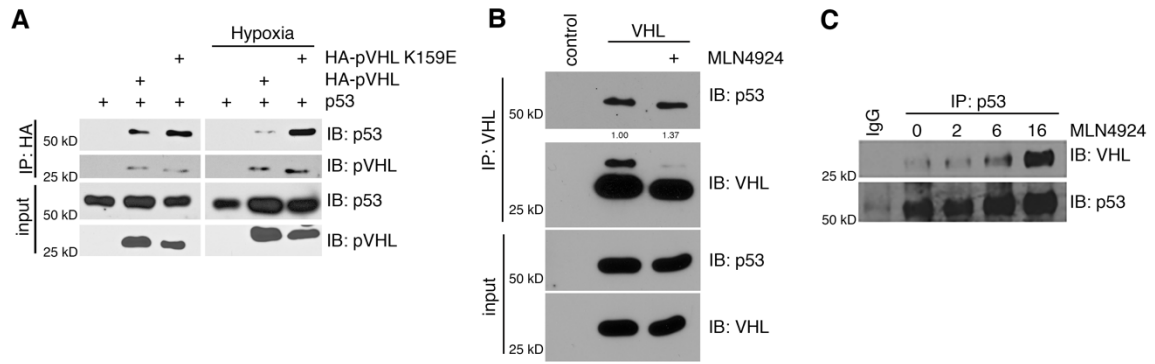 A
Hypoxia
+ + HA-pVHL K159E
+ + HA-pVHL
+ + + + + + p53
IP: HA
50 kD
IB: p53
25 kD
IB: pVHL
input
50 kD
IB: p53
25 kD
IB: pVHL
B
control
VHL
+ MLN4924
IP: VHL
50 kD
IB: p53
1.00 1.37
25 kD
IB: VHL
input
50 kD
IB: p53
25 kD
IB: VHL
C
IgG
IP: p53
0 2 6 16 MLN4924
25 kD
IB: VHL
50 kD
IB: p53